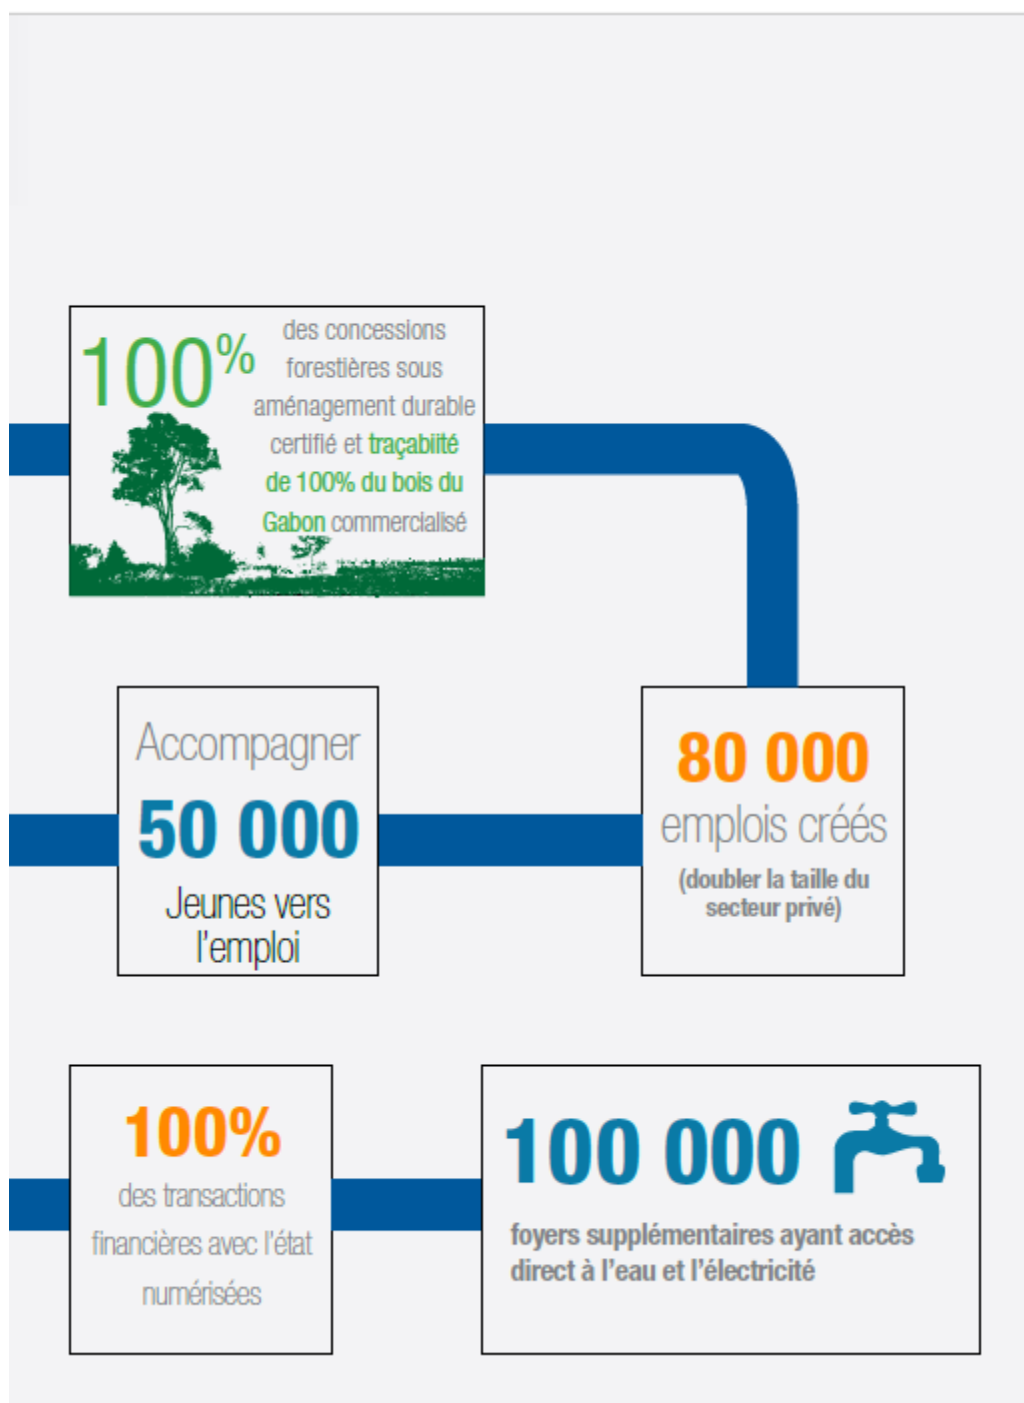 100%
des concessions
forestières sous
aménagement durable
certifié et traçabiité
de 100% du bois du
Gabon commercialisé
Accompagner
50 000
Jeunes vers
l'emploi
80 000
emplois créés
(doubler la taille du
secteur privé)
100%
des transactions
financières avec l'état
numérisées
100 000
foyers supplémentaires ayant accès
direct à l'eau et l'électricité